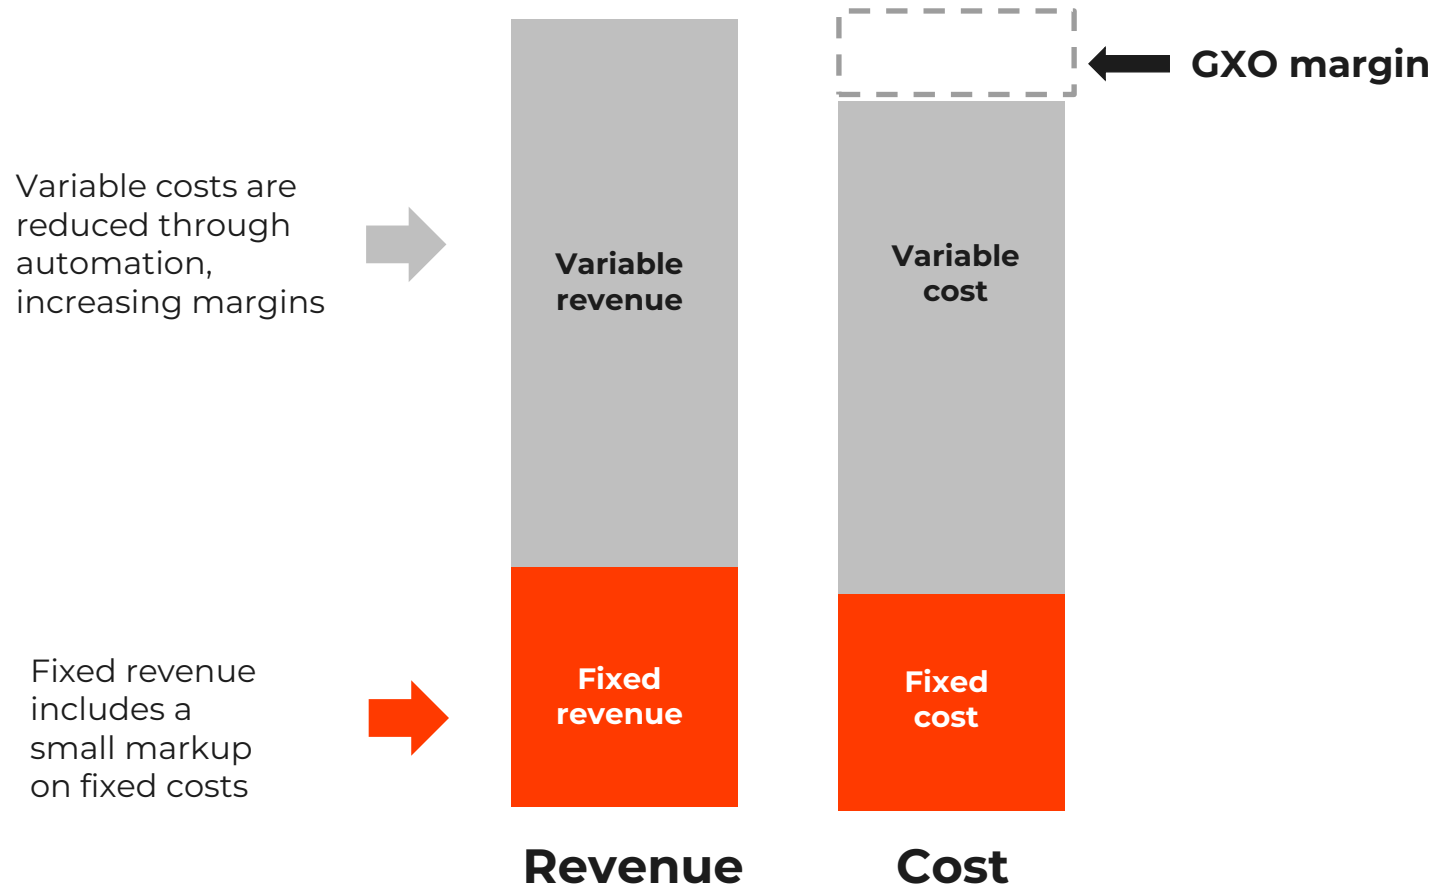 GXO margin
Variable costs are
reduced through
automation,
increasing margins
Variable
revenue
Variable
cost
Fixed revenue
includes a
small markup
on fixed costs
Fixed
revenue
Fixed
cost
Revenue
Cost